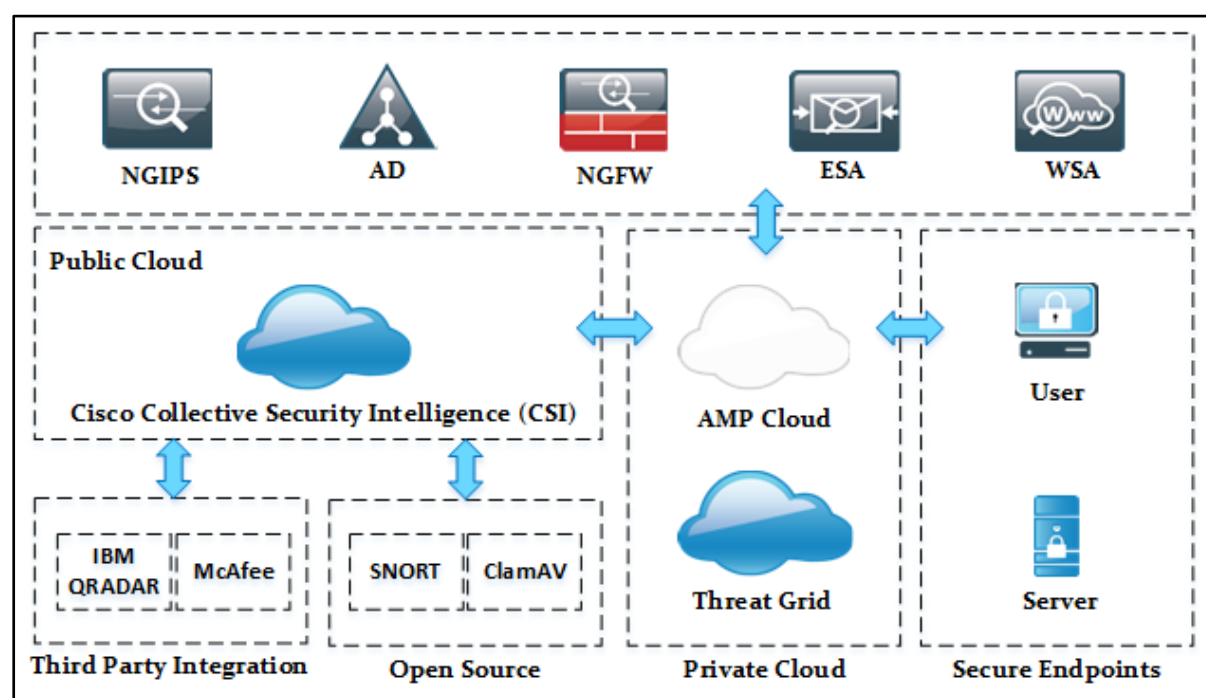 NGIPS
AD
NGFW
ESA
Www
WSA
Public Cloud
Cisco Collective Security Intelligence (CSI)
AMP Cloud
User
IBM
QRADAR
McAfee
SNORT
ClamAV
Threat Grid
Server
Third Party Integration
Open Source
Private Cloud
Secure Endpoints